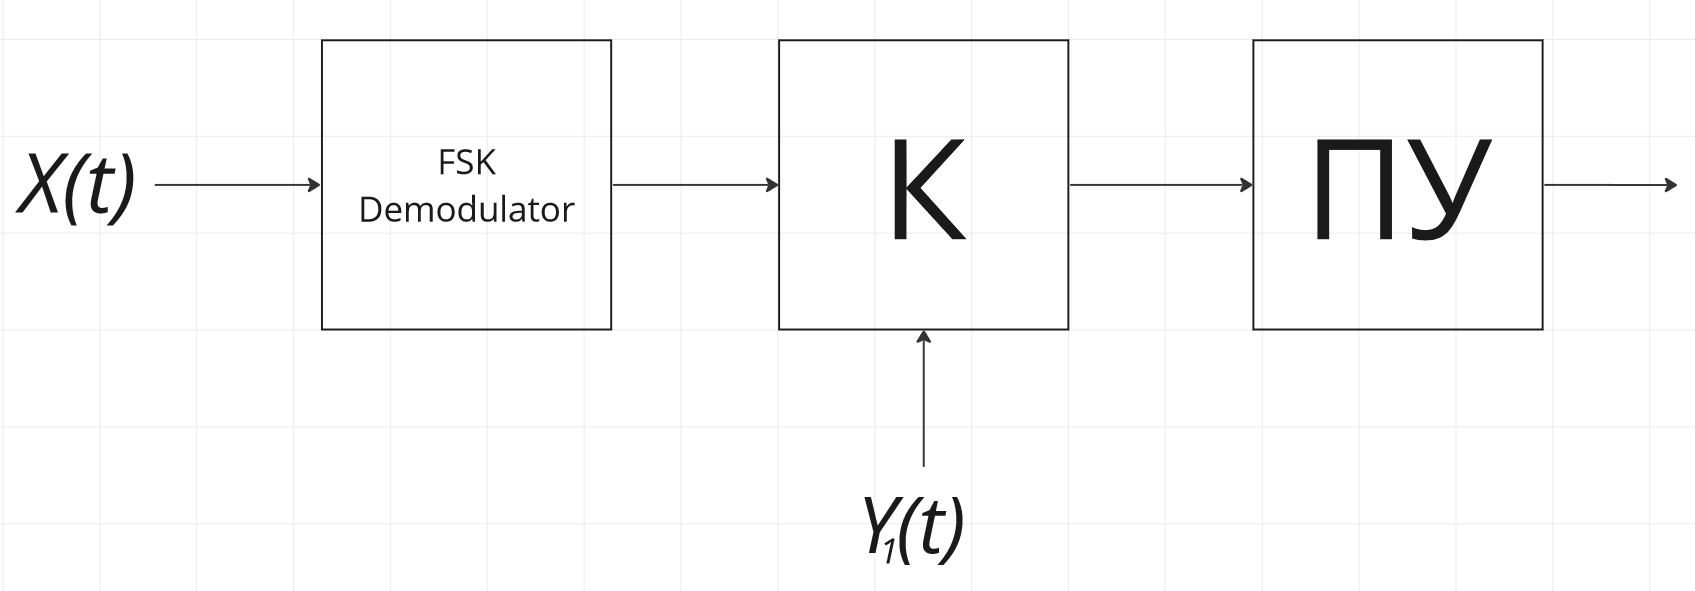 X(t)
FSK
Demodulator
К
ПУ
Y₁(t)